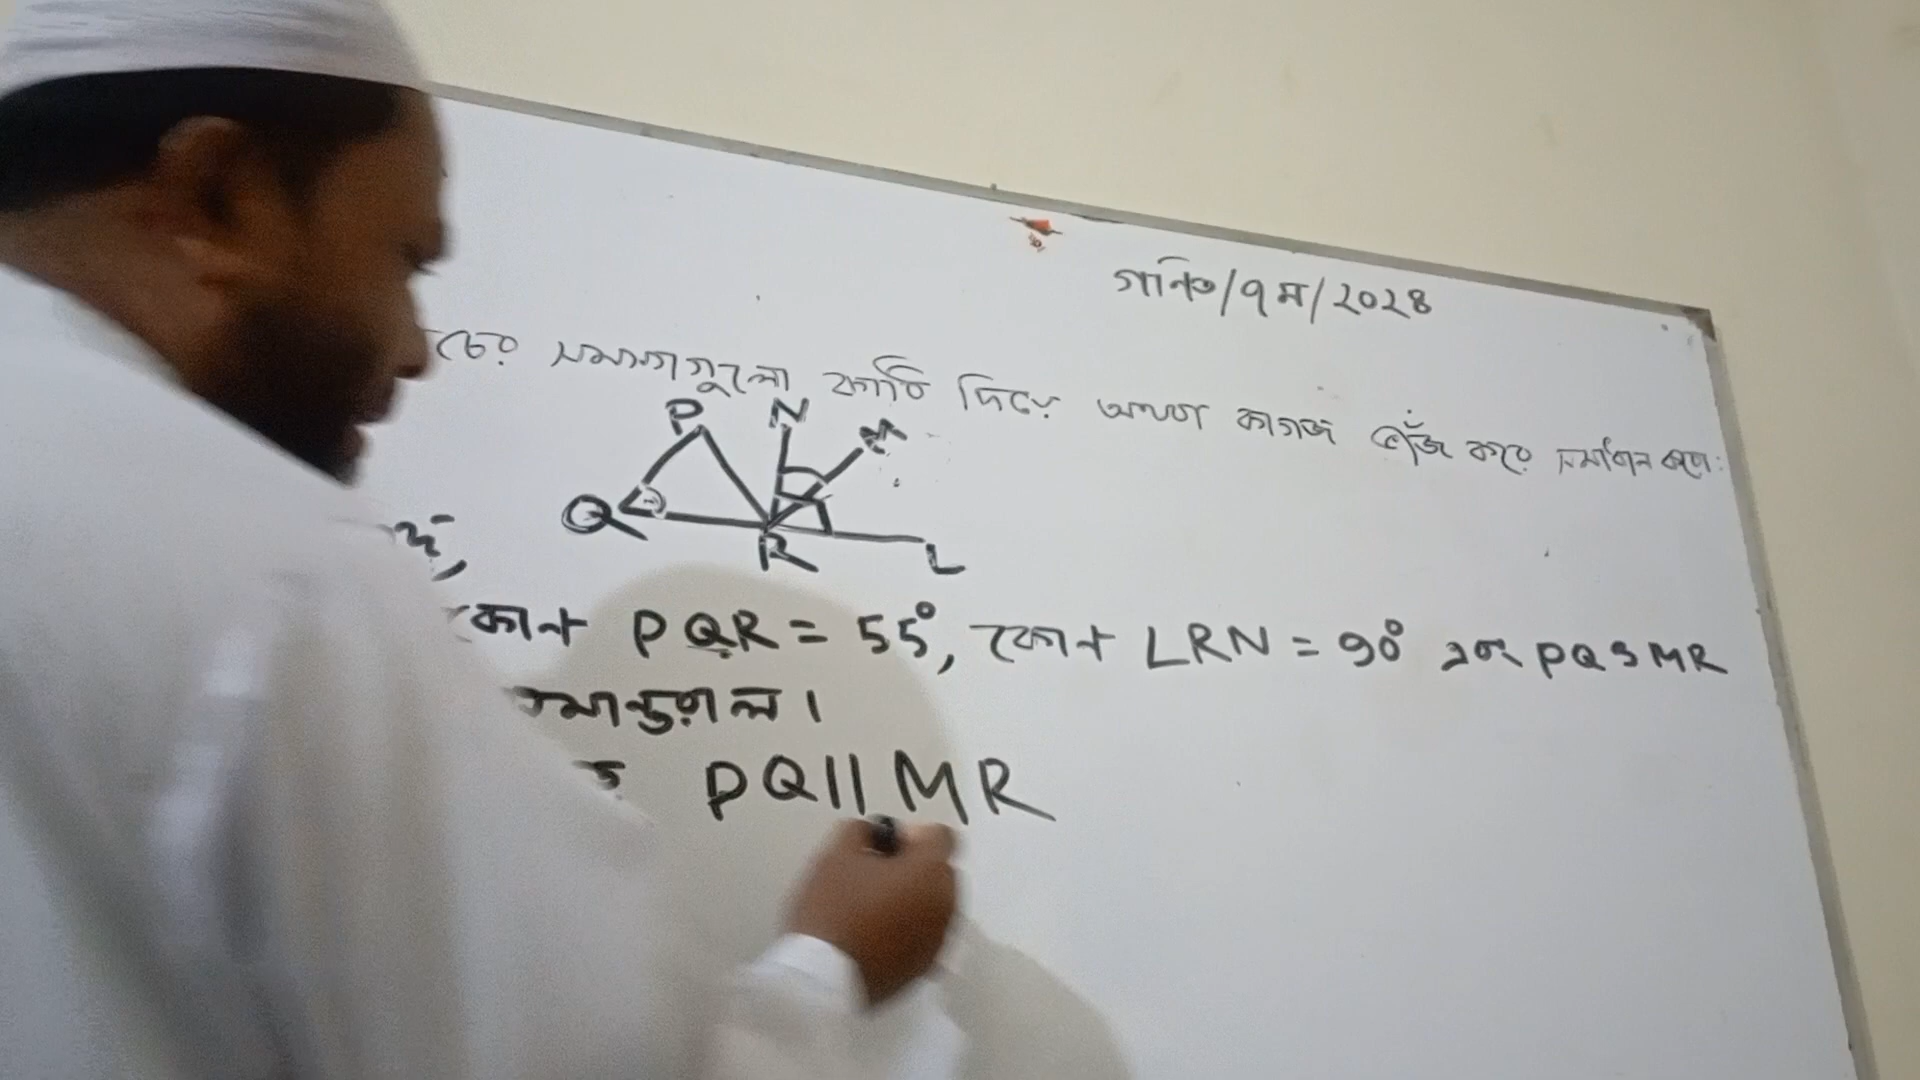 গনিত/৭ম/২০২৪
চের সমস্যাগুলো কাঠি দিয়ে অথবা কাগজ ভাঁজ করে সমাধান করো:
P N M
Q R L
কোন PQR = 55°, কোন LRN = 90° এবং PQ ও MR
সমান্তরাল।
PQ || MR